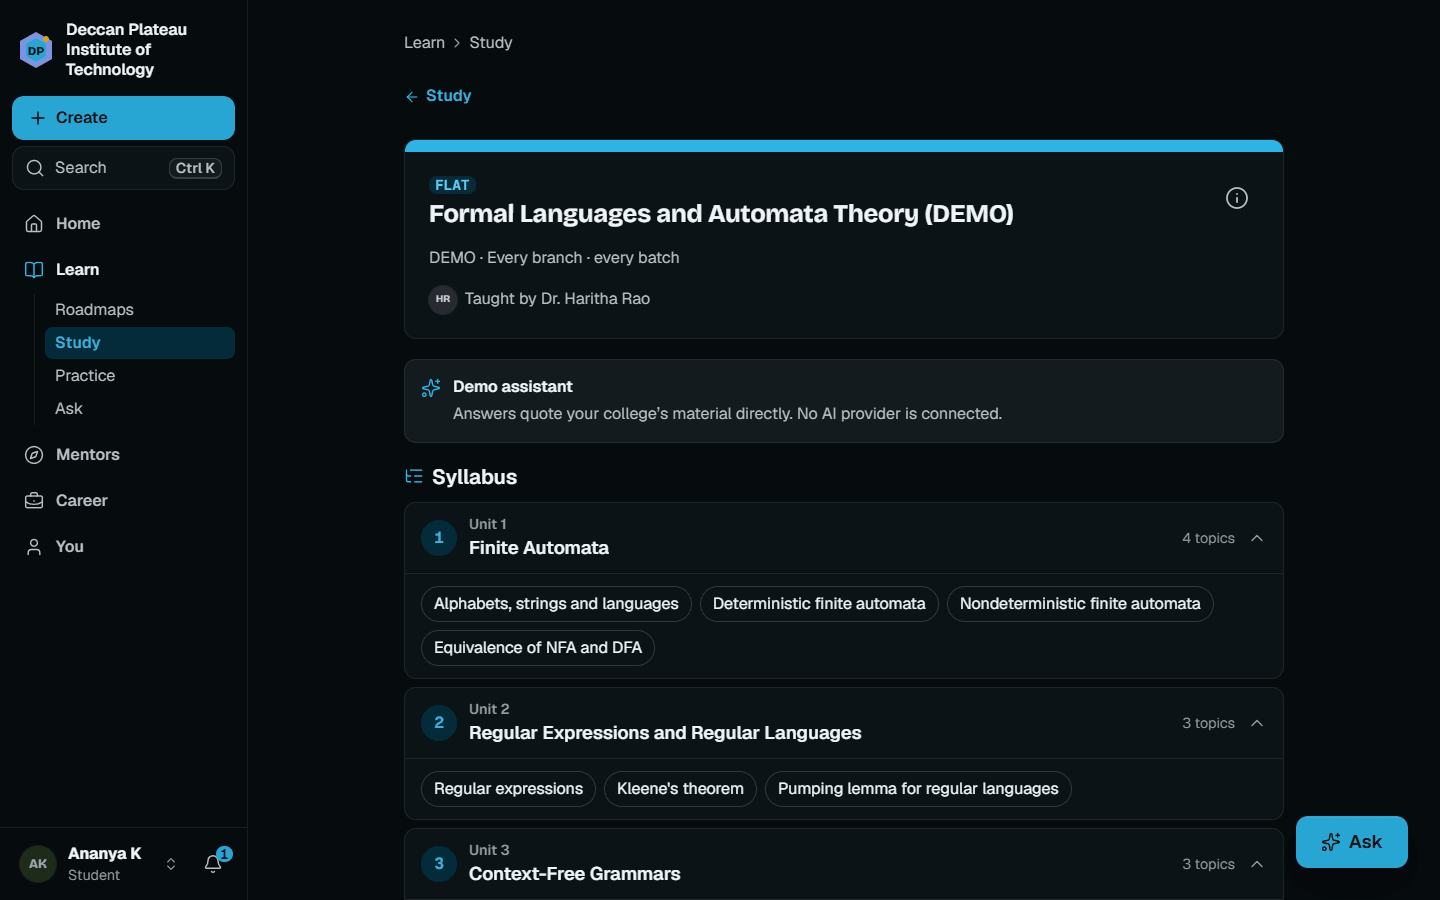 DP
Deccan Plateau
Institute of
Technology
Create
Search Ctrl K
Home
Learn
Roadmaps
Study
Practice
Ask
Mentors
Career
You
AK
Ananya K
Student
1
Learn > Study
← Study
FLAT
Formal Languages and Automata Theory (DEMO)
DEMO · Every branch · every batch
HR Taught by Dr. Haritha Rao
Demo assistant
Answers quote your college's material directly. No AI provider is connected.
Syllabus
1
Unit 1
Finite Automata
4 topics
Alphabets, strings and languages Deterministic finite automata Nondeterministic finite automata
Equivalence of NFA and DFA
2
Unit 2
Regular Expressions and Regular Languages
3 topics
Regular expressions Kleene's theorem Pumping lemma for regular languages
3
Unit 3
Context-Free Grammars
3 topics
Ask